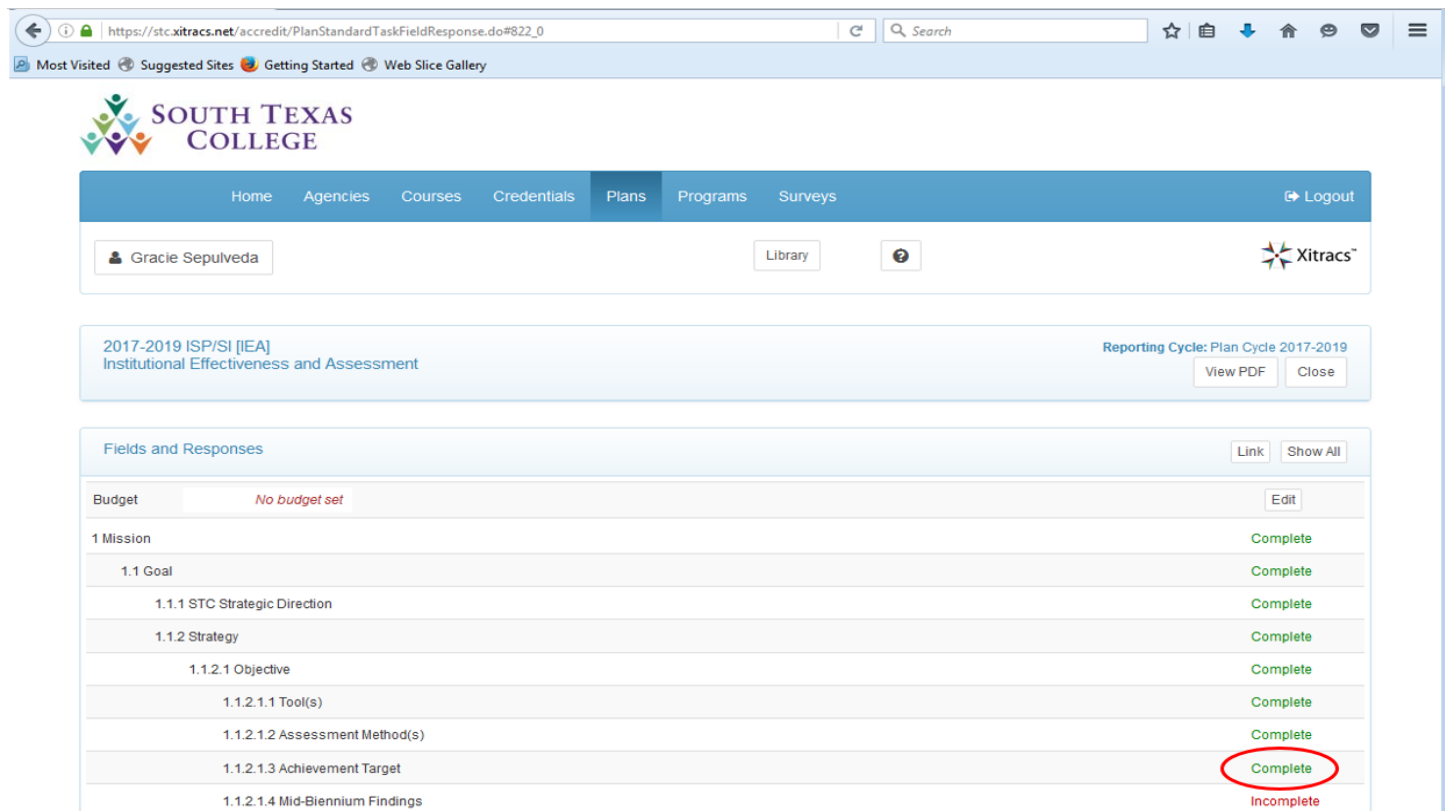 https://stc.xitracs.net/accredit/PlanStandardTaskFieldResponse.do#822_0
Search
Most Visited Suggested Sites Getting Started Web Slice Gallery
SOUTH TEXAS
COLLEGE
Home Agencies Courses Credentials Plans Programs Surveys Logout
Gracie Sepulveda Library ? Xitracs™
2017-2019 ISP/SI [IEA] Reporting Cycle: Plan Cycle 2017-2019
Institutional Effectiveness and Assessment View PDF Close
Fields and Responses Link Show All
Budget No budget set Edit
1 Mission Complete
1.1 Goal Complete
1.1.1 STC Strategic Direction Complete
1.1.2 Strategy Complete
1.1.2.1 Objective Complete
1.1.2.1.1 Tool(s) Complete
1.1.2.1.2 Assessment Method(s) Complete
1.1.2.1.3 Achievement Target Complete
1.1.2.1.4 Mid-Biennium Findings Incomplete